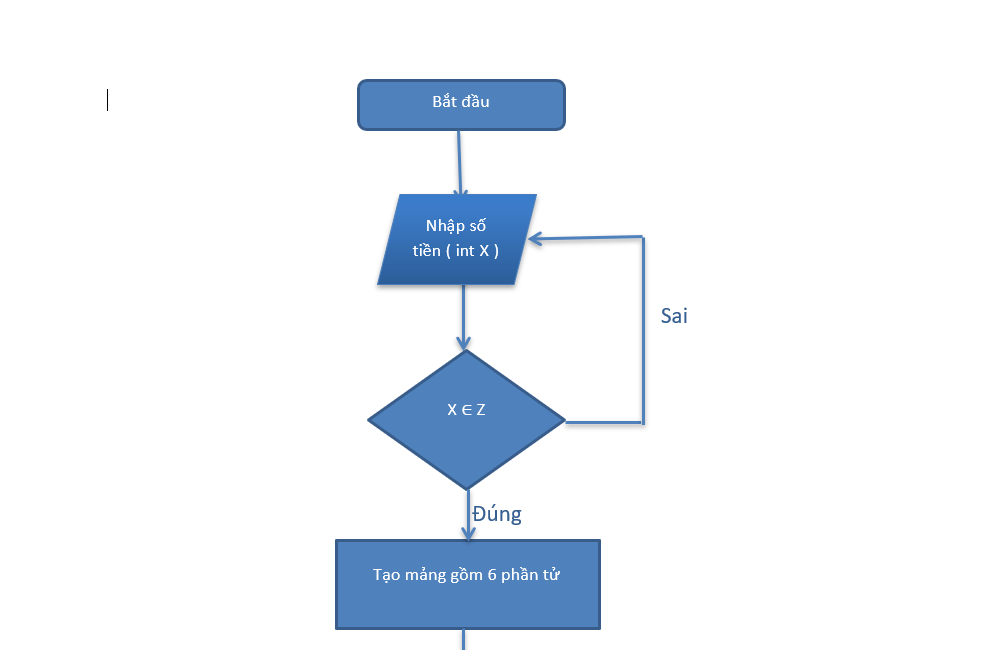 Bắt đầu
Nhập số
tiền ( int X )
Sai
X ∈ Z
Đúng
Tạo mảng gồm 6 phần tử